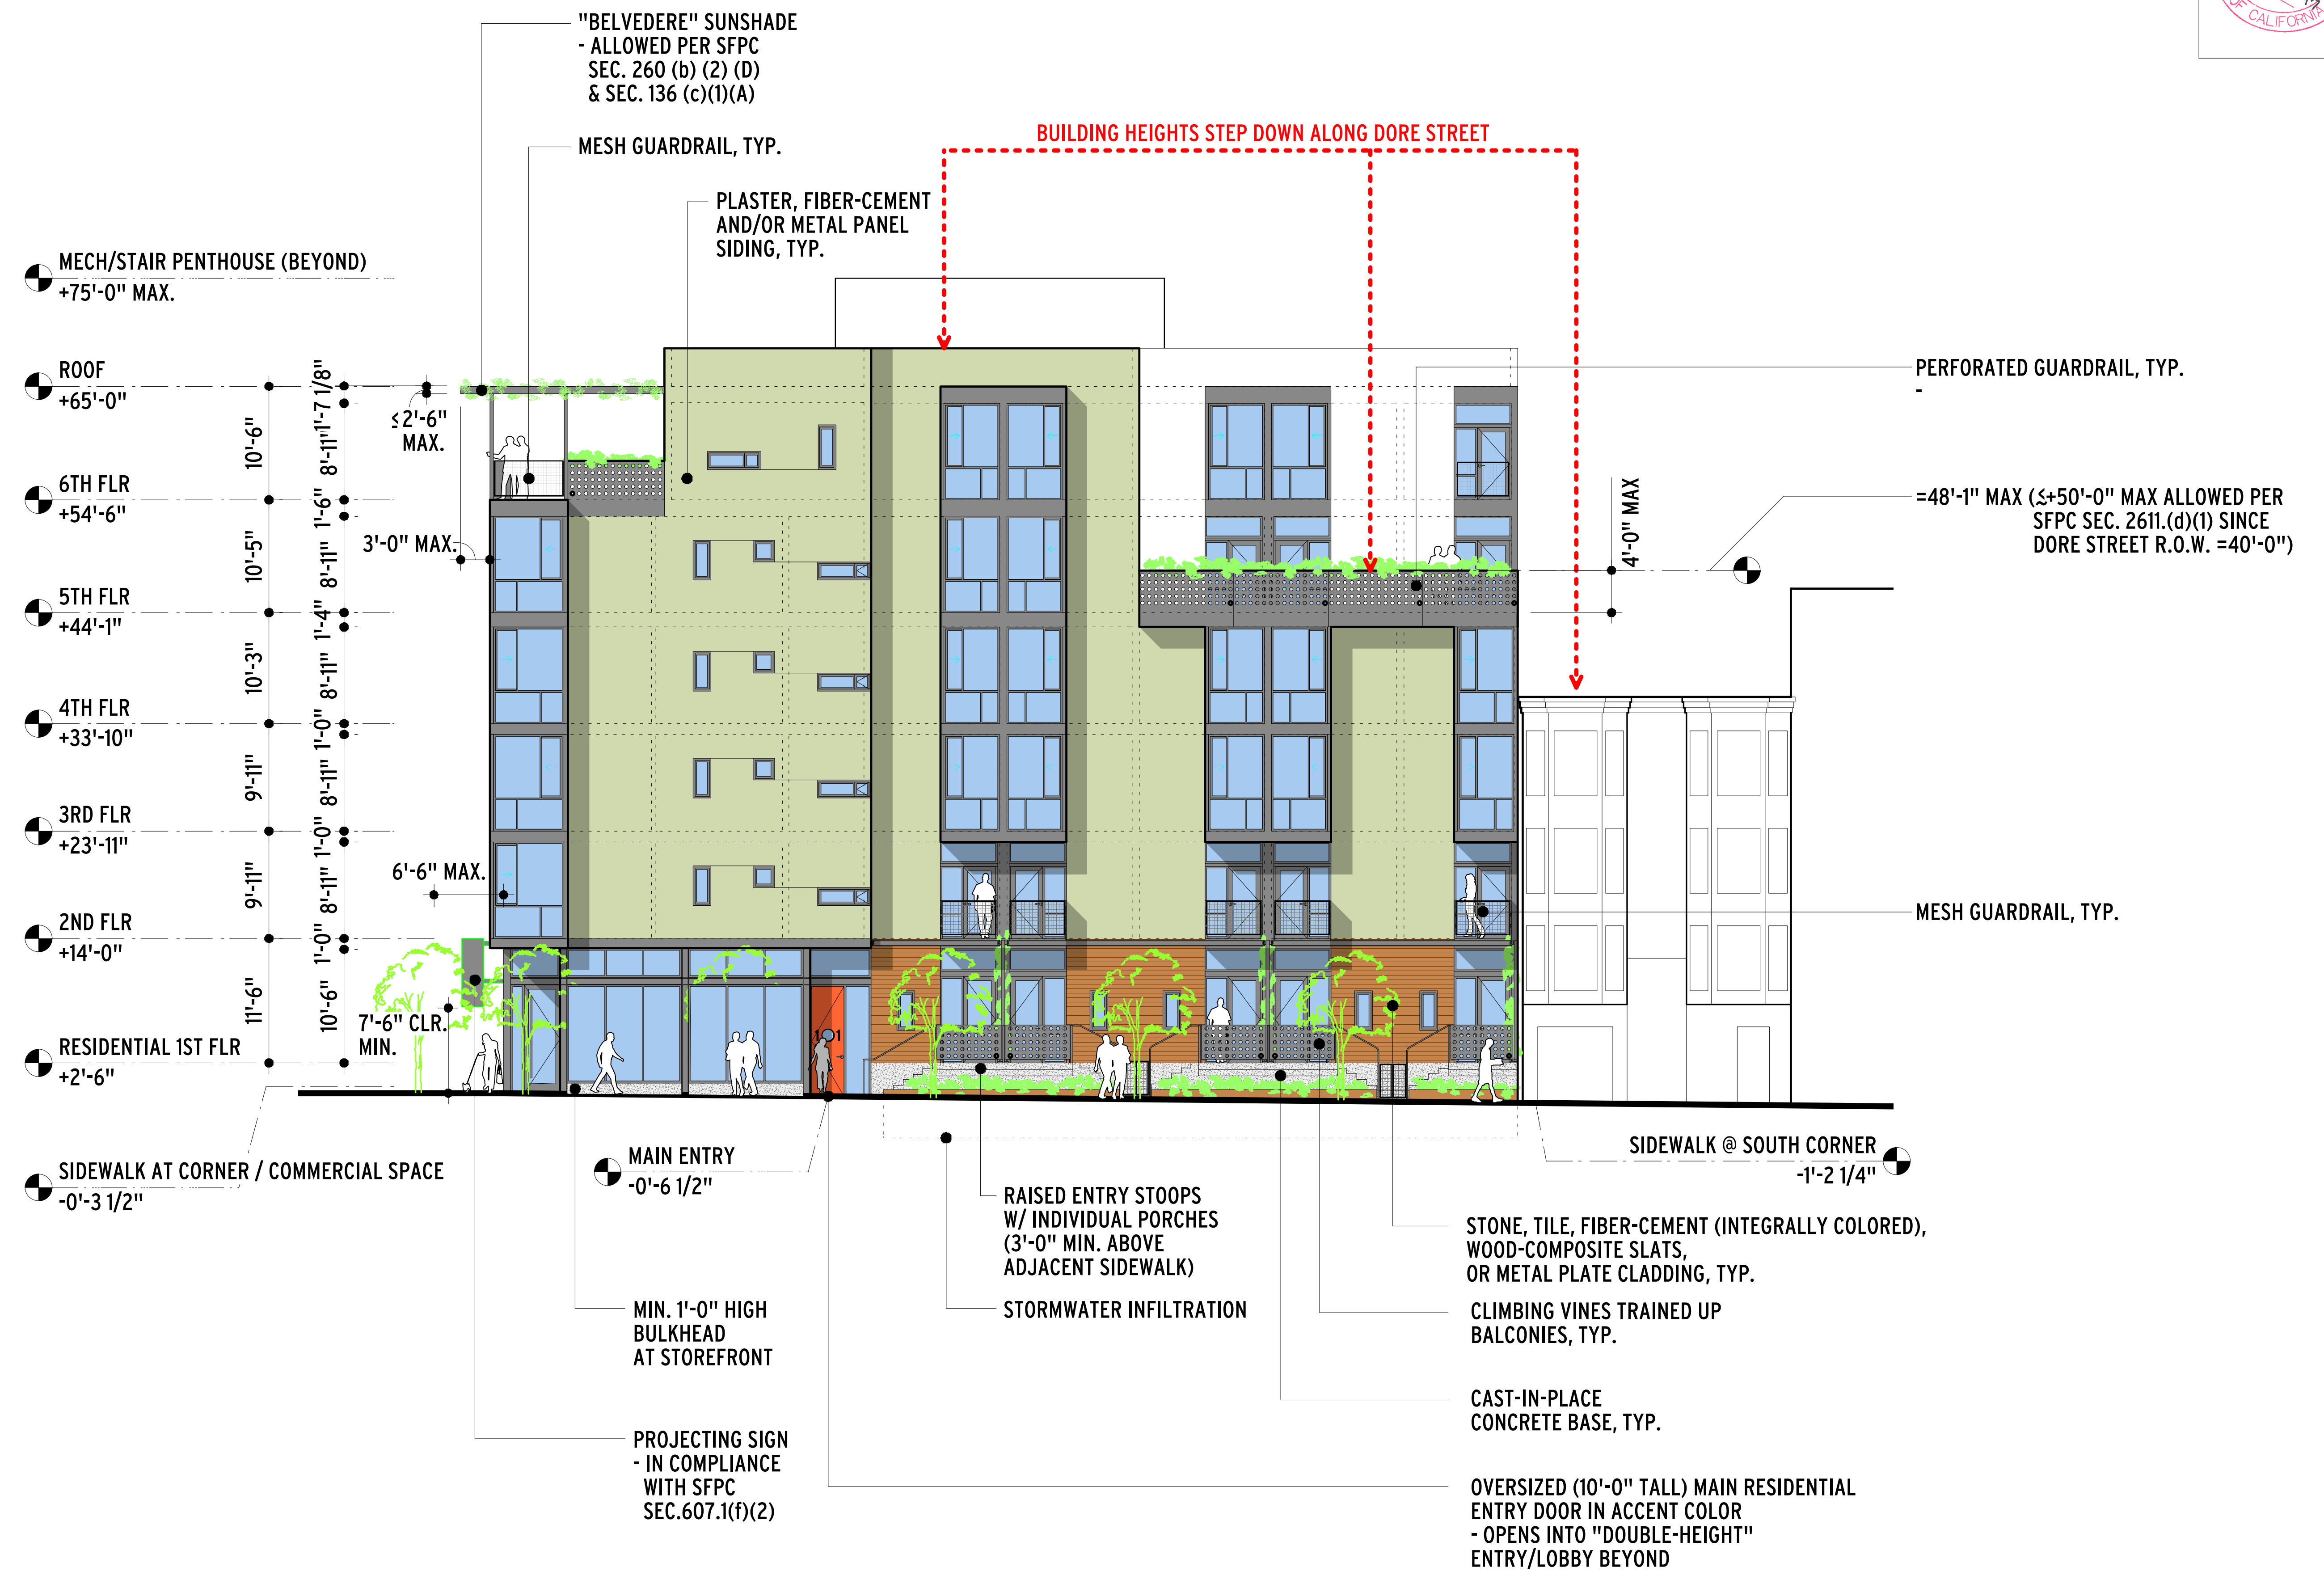 "BELVEDERE" SUNSHADE
- ALLOWED PER SFPC
SEC. 260 (b) (2) (D)
& SEC. 136 (c)(1)(A)
OF CALIFORNIA
MESH GUARDRAIL, TYP.
BUILDING HEIGHTS STEP DOWN ALONG DORE STREET
PLASTER, FIBER-CEMENT
AND/OR METAL PANEL
SIDING, TYP.
MECH/STAIR PENTHOUSE (BEYOND)
+75'-0" MAX.
ROOF
+65'-0"
6TH FLR
+54'-6"
5TH FLR
+44'-1"
4TH FLR
+33'-10"
3RD FLR
+23'-11"
2ND FLR
+14'-0"
RESIDENTIAL 1ST FLR
+2'-6"
SIDEWALK AT CORNER / COMMERCIAL SPACE
-0'-3 1/2"
10'-6"
10'-5"
10'-3"
9'-11"
9'-11"
11'-6"
1'-7 1/8"
8'-11"
1'-6"
8'-11"
1'-4"
8'-11"
1'-0"
8'-11"
1'-0"
8'-11"
1'-0"
10'-6"
≤2'-6"
MAX.
3'-0" MAX.
6'-6" MAX.
7'-6" CLR.
MIN.
PERFORATED GUARDRAIL, TYP.
-
4'-0" MAX
=48'-1" MAX (≤+50'-0" MAX ALLOWED PER
SFPC SEC. 2611.(d)(1) SINCE
DORE STREET R.O.W. =40'-0")
MESH GUARDRAIL, TYP.
MAIN ENTRY
-0'-6 1/2"
SIDEWALK @ SOUTH CORNER
-1'-2 1/4"
RAISED ENTRY STOOPS
W/ INDIVIDUAL PORCHES
(3'-0" MIN. ABOVE
ADJACENT SIDEWALK)
STORMWATER INFILTRATION
MIN. 1'-0" HIGH
BULKHEAD
AT STOREFRONT
PROJECTING SIGN
- IN COMPLIANCE
WITH SFPC
SEC.607.1(f)(2)
STONE, TILE, FIBER-CEMENT (INTEGRALLY COLORED),
WOOD-COMPOSITE SLATS,
OR METAL PLATE CLADDING, TYP.
CLIMBING VINES TRAINED UP
BALCONIES, TYP.
CAST-IN-PLACE
CONCRETE BASE, TYP.
OVERSIZED (10'-0" TALL) MAIN RESIDENTIAL
ENTRY DOOR IN ACCENT COLOR
- OPENS INTO "DOUBLE-HEIGHT"
ENTRY/LOBBY BEYOND